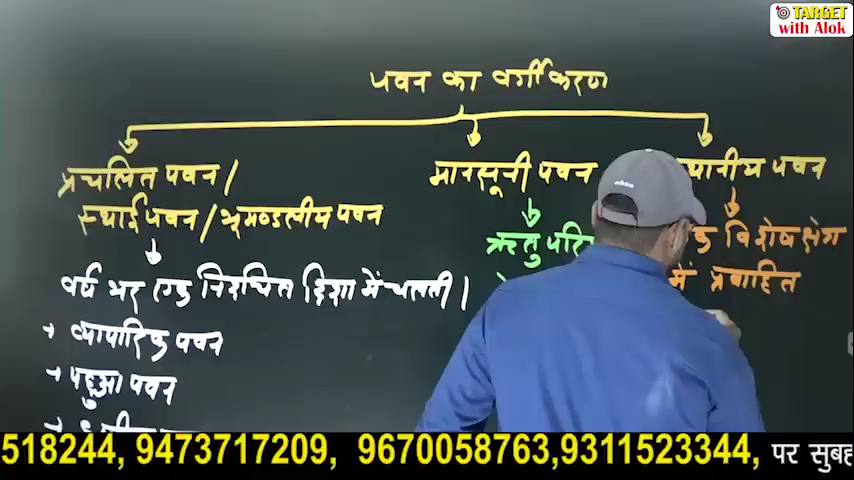 TARGET
with Alok
पवन का वर्गीकरण
प्रचलित पवन/
स्थाई पवन/भूमण्डलीय पवन
वर्ष भर एक निश्चित दिशा में चलती।
→ व्यापारिक पवन
→ पछुआ पवन
मानसूनी पवन
ऋतु
पवन
विशेष क्षेत्र
में प्रवाहित
518244, 9473717209, 9670058763,9311523344, पर सुबह